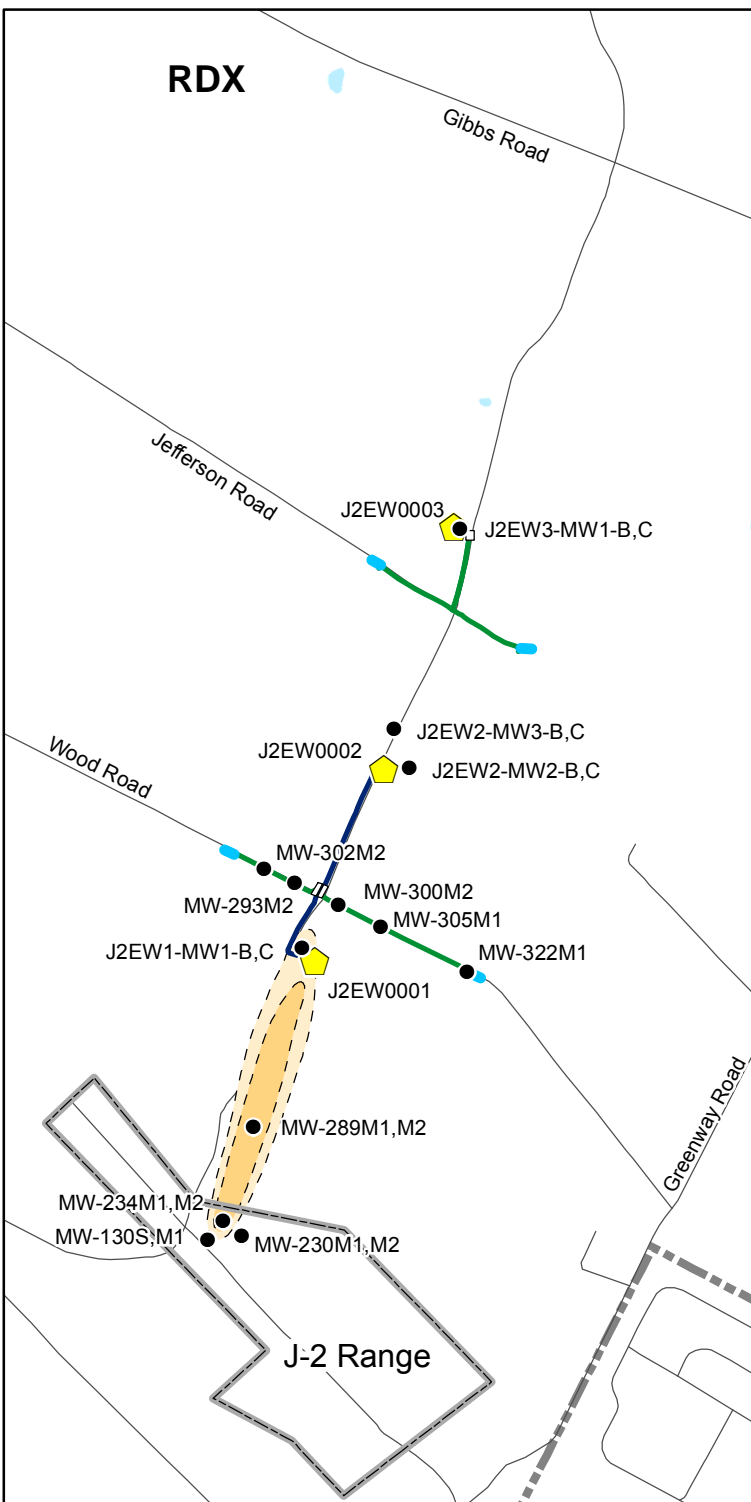 RDX
Gibbs Road
Jefferson Road
J2EW0003
J2EW3-MW1-B,C
J2EW2-MW3-B,C
Wood Road
J2EW0002
J2EW2-MW2-B,C
MW-302M2
MW-293M2
MW-300M2
MW-305M1
J2EW1-MW1-B,C
MW-322M1
J2EW0001
Greenway Road
MW-289M1,M2
MW-234M1,M2
MW-130S,M1
MW-230M1,M2
J-2 Range